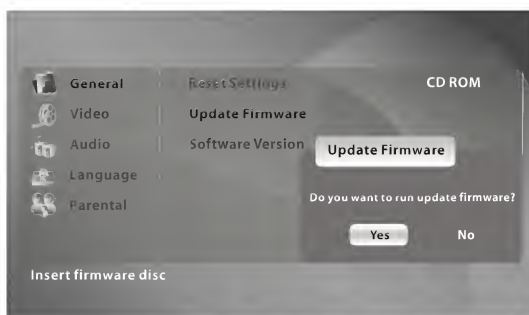 General
Video
Audio
Language
Parental
Reset Settings
Update Firmware
Software Version
CD ROM
Update Firmware
Do you want to run update firmware?
Yes
No
Insert firmware disc